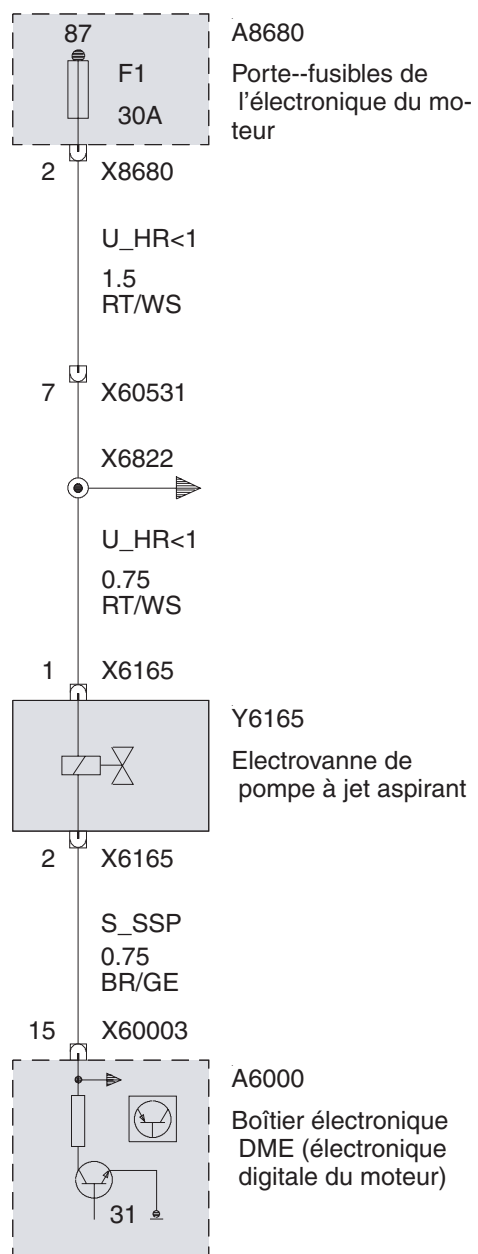 87
A8680
F1
Porte--fusibles de
l'électronique du mo-
teur
30A
2 X8680
U_HR<1
1.5
RT/WS
7 X60531
X6822
U_HR<1
0.75
RT/WS
1 X6165
Y6165
Electrovanne de
pompe à jet aspirant
2 X6165
S_SSP
0.75
BR/GE
15 X60003
A6000
Boîtier électronique
DME (électronique
digitale du moteur)
31